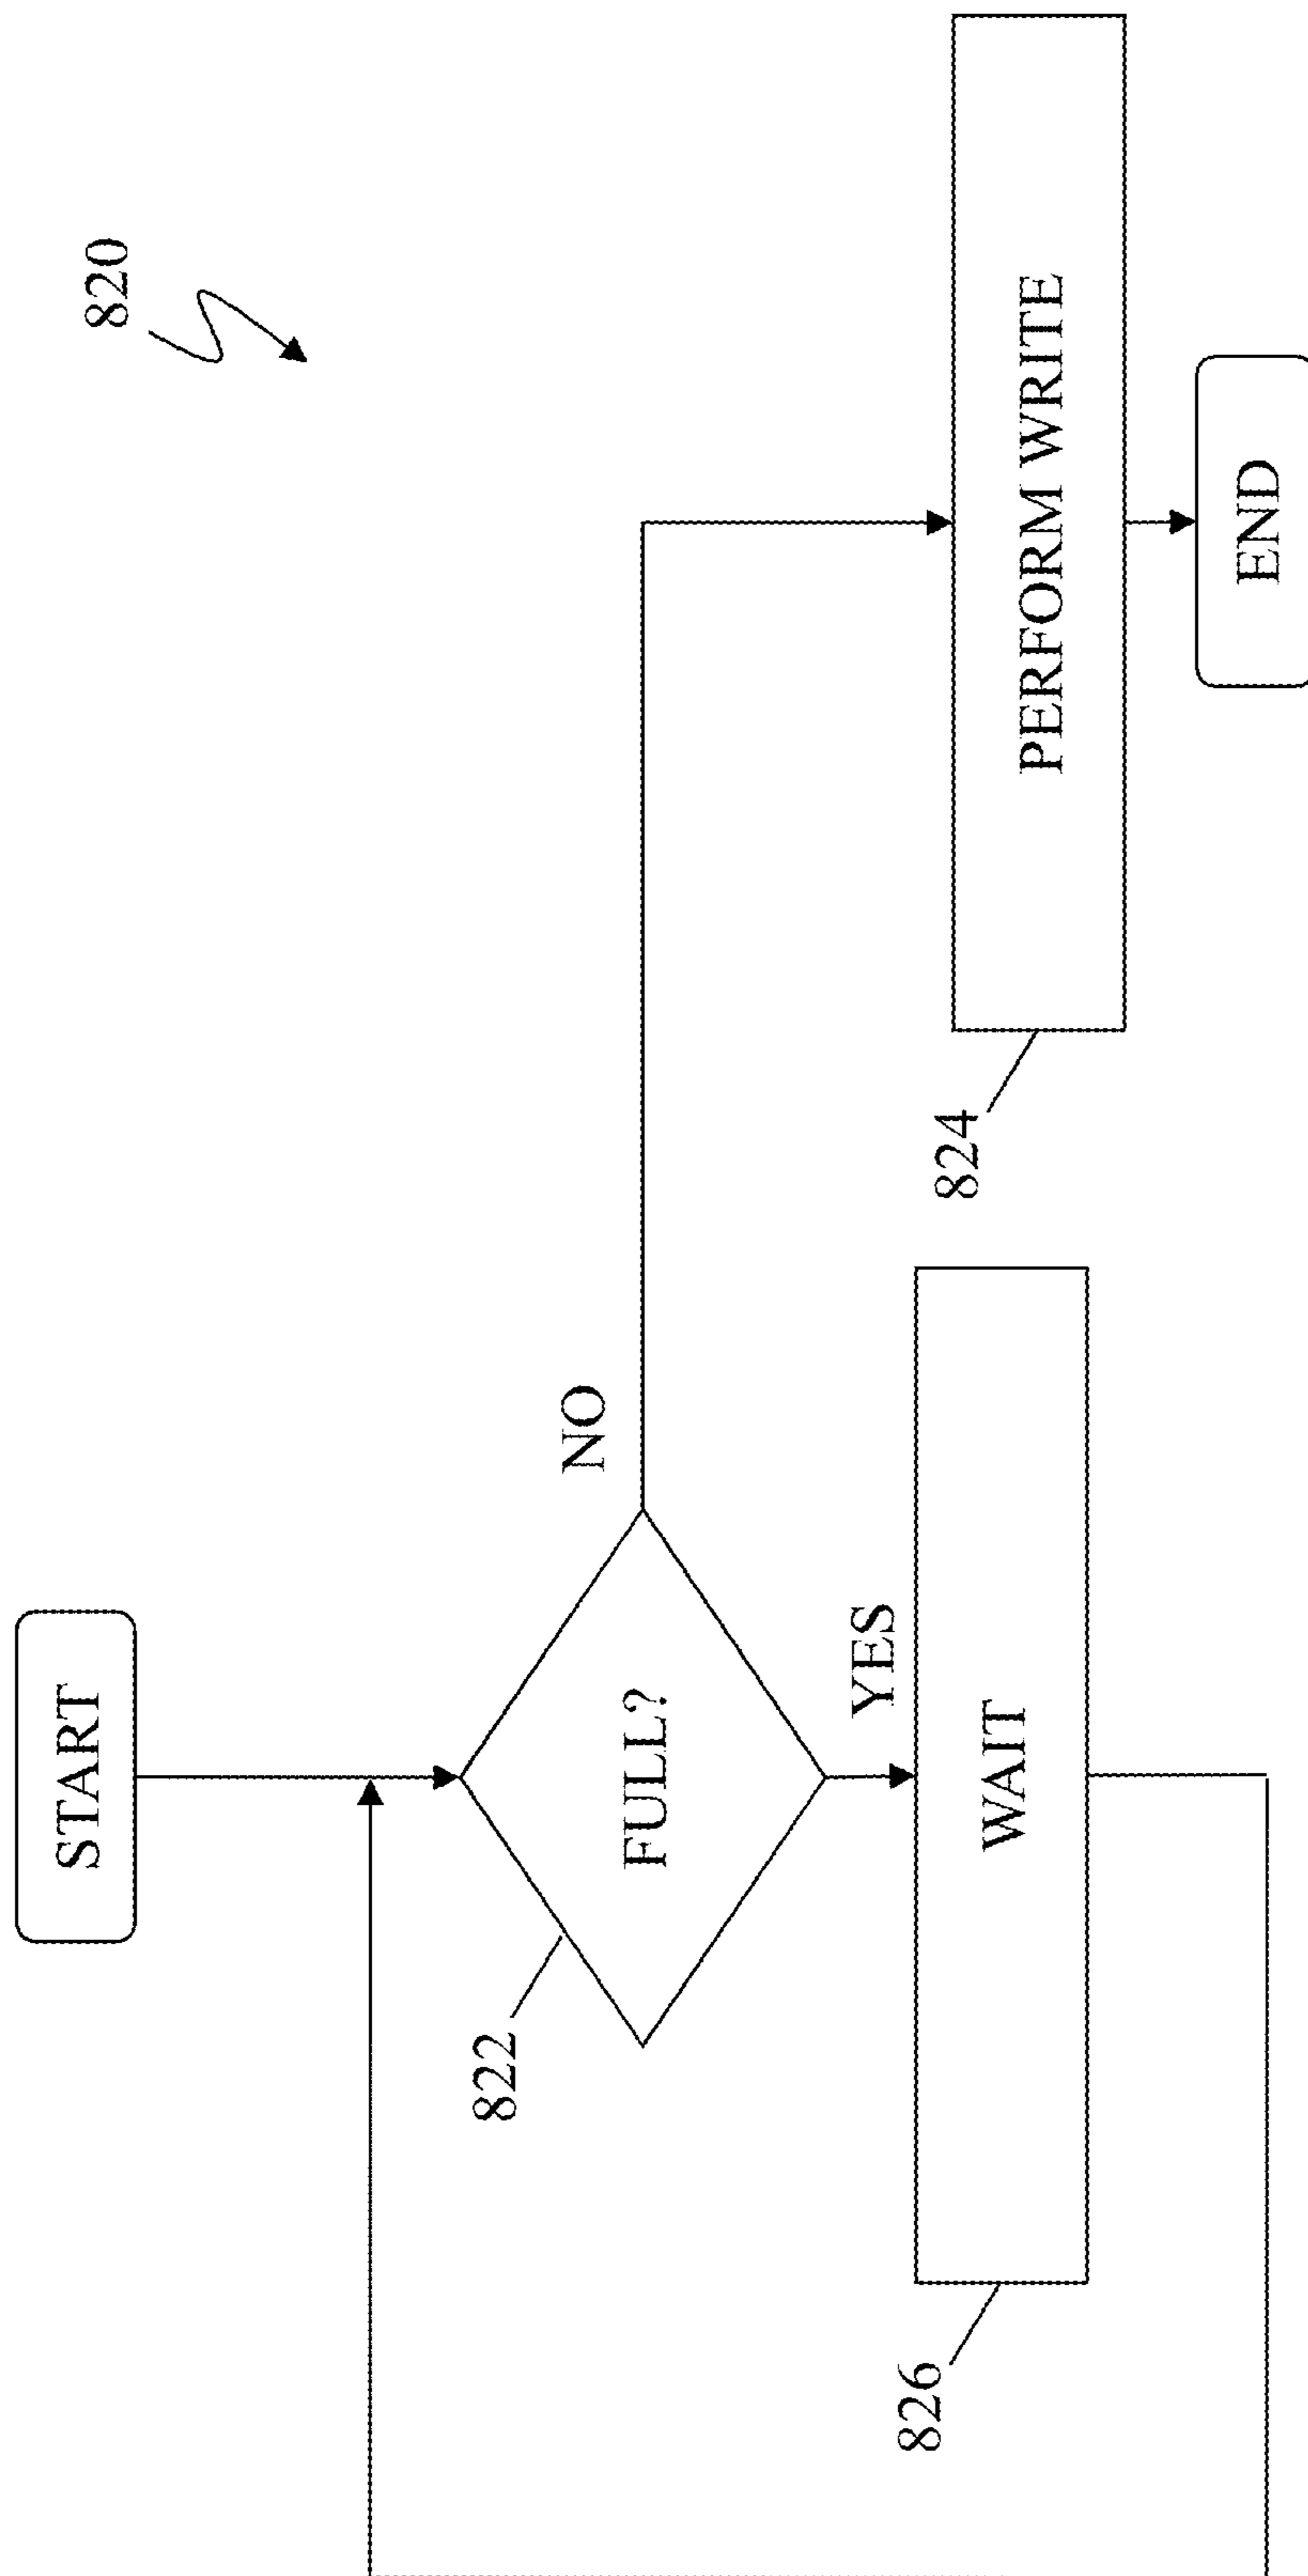 820
START
822
FULL?
NO
YES
826
WAIT
824
PERFORM WRITE
END